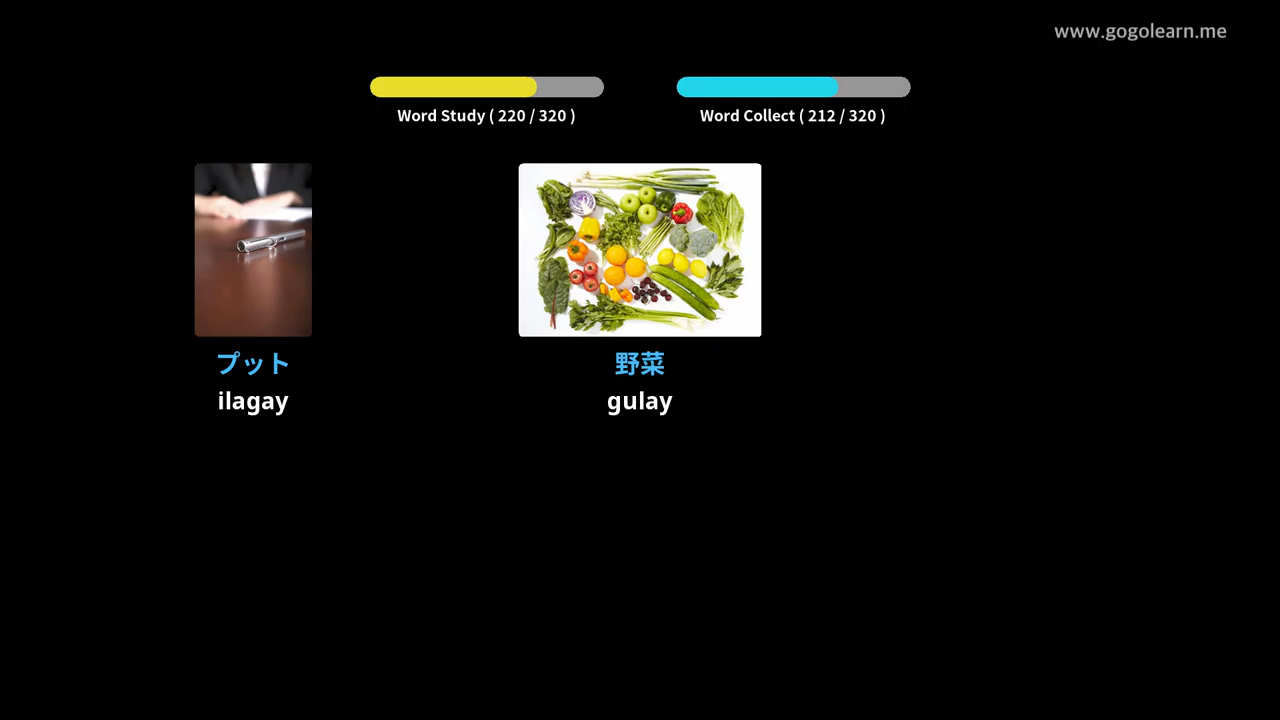 www.gogolearn.me
Word Study ( 220 / 320 )
Word Collect ( 212 / 320 )
プット
ilagay
野菜
gulay